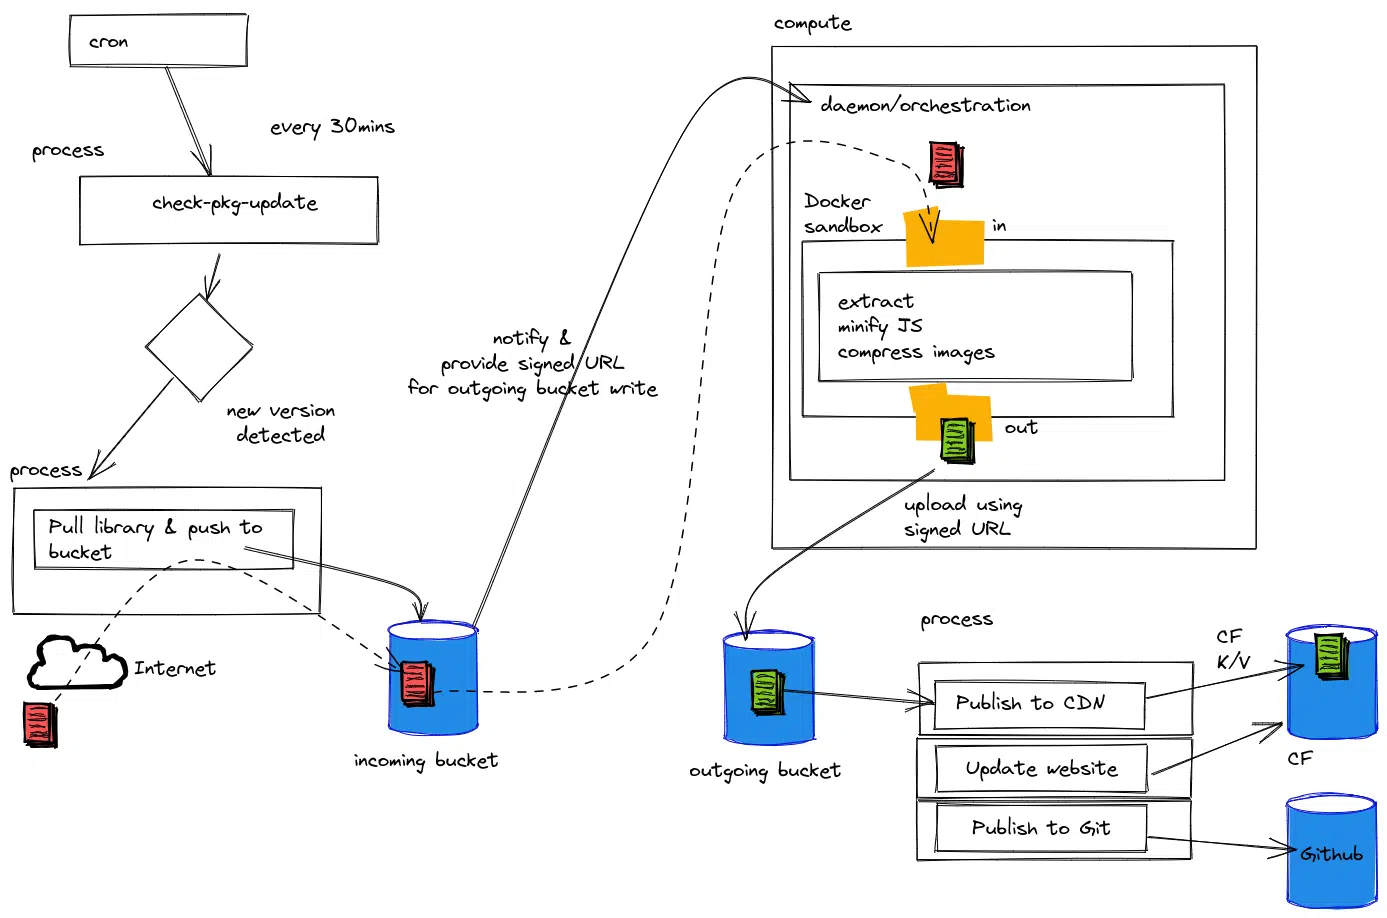 cron
every 30mins
process
check-pkg-update
new version
detected
process
Pull library & push to
bucket
Internet
incoming bucket
notify &
provide signed URL
for outgoing bucket write
compute
daemon/orchestration
Docker
sandbox
in
extract
minify JS
compress images
out
upload using
signed URL
outgoing bucket
process
Publish to CDN
Update website
Publish to Git
CF
K/V
CF
Github